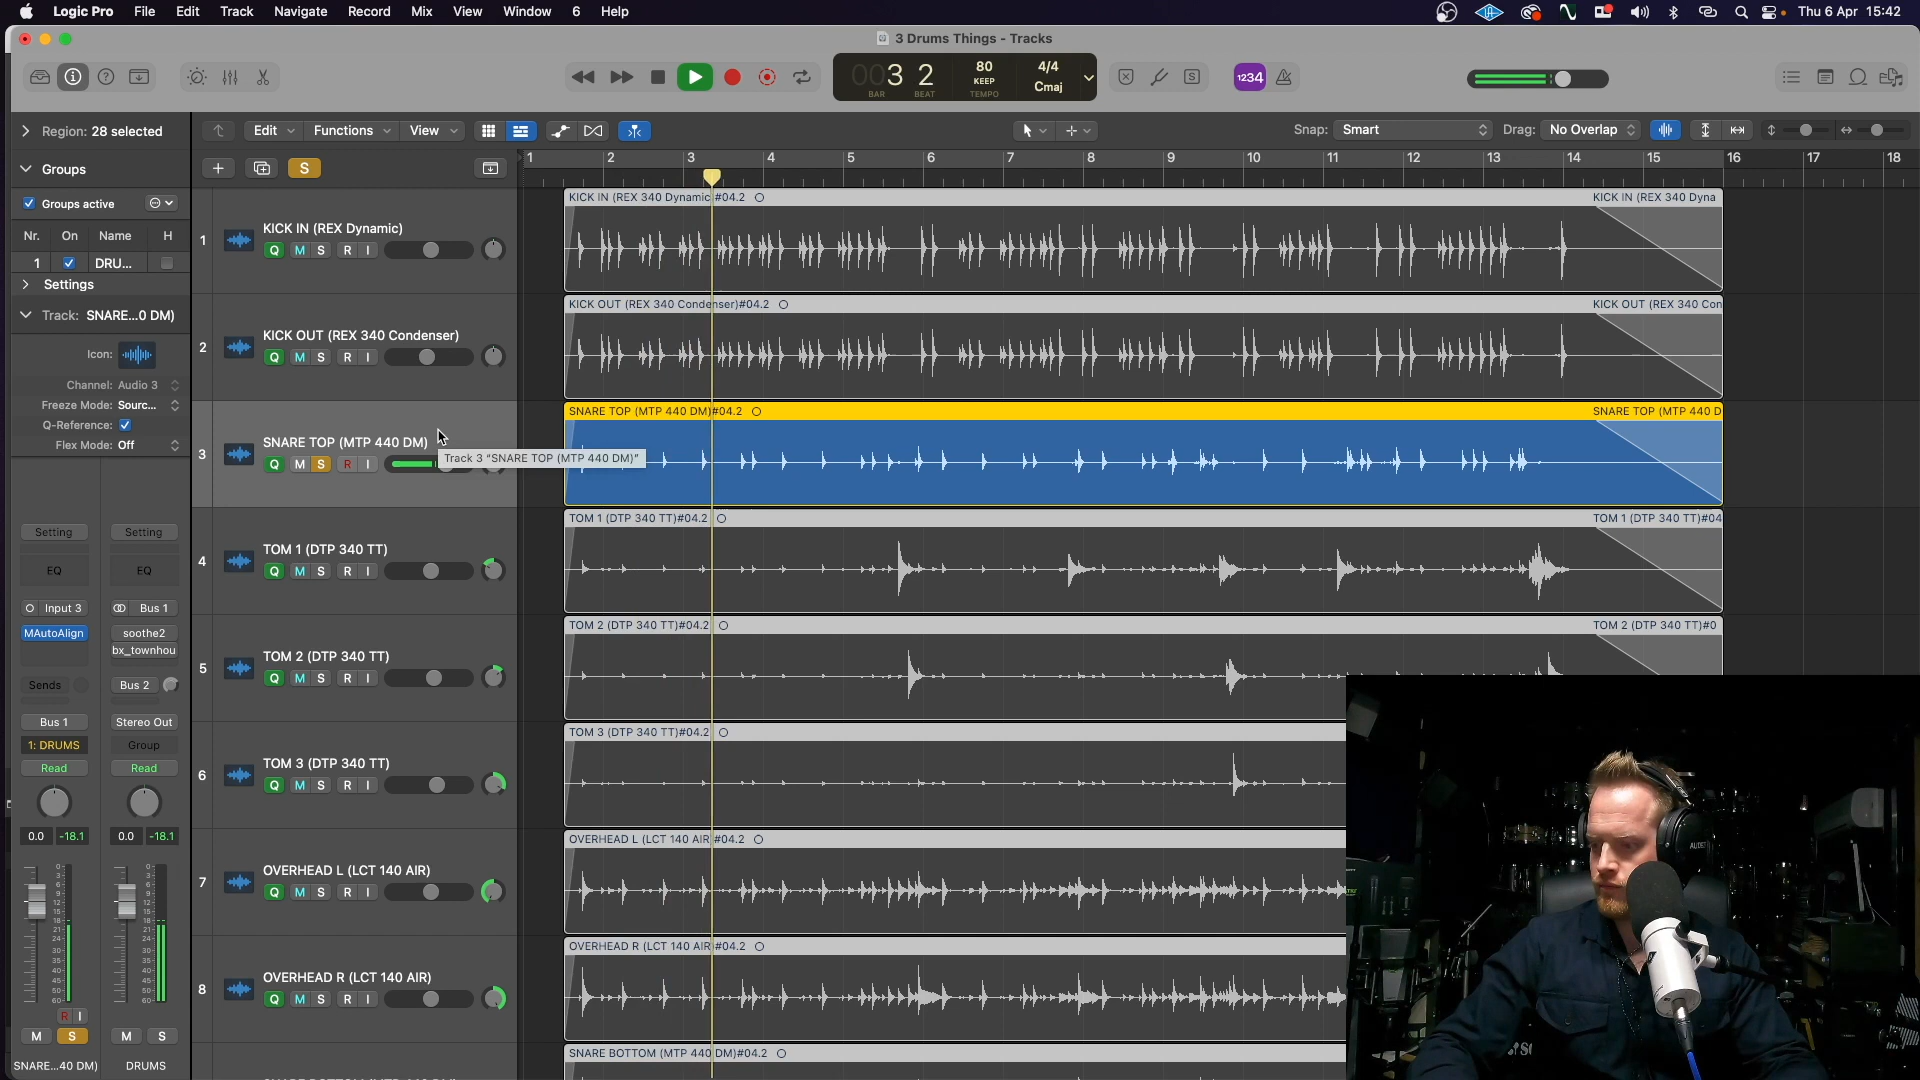 Logic Pro File Edit Track Navigate Record Mix View Window 6 Help Thu 6 Apr 15:42
3 Drums Things - Tracks
003 2 80 4/4
KEEP Cmaj
BAR BEAT TEMPO
1234
Region: 28 selected
Edit Functions View
Snap: Smart Drag: No Overlap
Groups
S
1 2 3 4 5 6 7 8 9 10 11 12 13 14 15 16 17 18
Groups active
Nr. On Name H
1 DRU...
Settings
Track: SNARE...0 DM)
Icon:
Channel: Audio 3
Freeze Mode: Sourc...
Q-Reference:
Flex Mode: Off
Setting Setting
EQ EQ
Input 3 Bus 1
MAutoAlign soothe2
bx_townhou
Sends Bus 2
Bus 1 Stereo Out
1: DRUMS Group
Read Read
0.0 -18.1 0.0 -18.1
R I
M S M S
SNARE...40 DM) DRUMS
1 KICK IN (REX Dynamic)
Q M S R I
KICK IN (REX 340 Dynamic #04.2 KICK IN (REX 340 Dyna
2 KICK OUT (REX 340 Condenser)
Q M S R I
KICK OUT (REX 340 Condenser)#04.2 KICK OUT (REX 340 Con
3 SNARE TOP (MTP 440 DM)
Q M S R I
Track 3 "SNARE TOP (MTP 440 DM)"
SNARE TOP (MTP 440 DM)#04.2 SNARE TOP (MTP 440 D
4 TOM 1 (DTP 340 TT)
Q M S R I
TOM 1 (DTP 340 TT)#04.2 TOM 1 (DTP 340 TT)#04
5 TOM 2 (DTP 340 TT)
Q M S R I
TOM 2 (DTP 340 TT)#04.2 TOM 2 (DTP 340 TT)#0
6 TOM 3 (DTP 340 TT)
Q M S R I
TOM 3 (DTP 340 TT)#04.2
7 OVERHEAD L (LCT 140 AIR)
Q M S R I
OVERHEAD L (LCT 140 AIR #04.2
8 OVERHEAD R (LCT 140 AIR)
Q M S R I
OVERHEAD R (LCT 140 AIR #04.2
SNARE BOTTOM (MTP 440 DM)#04.2